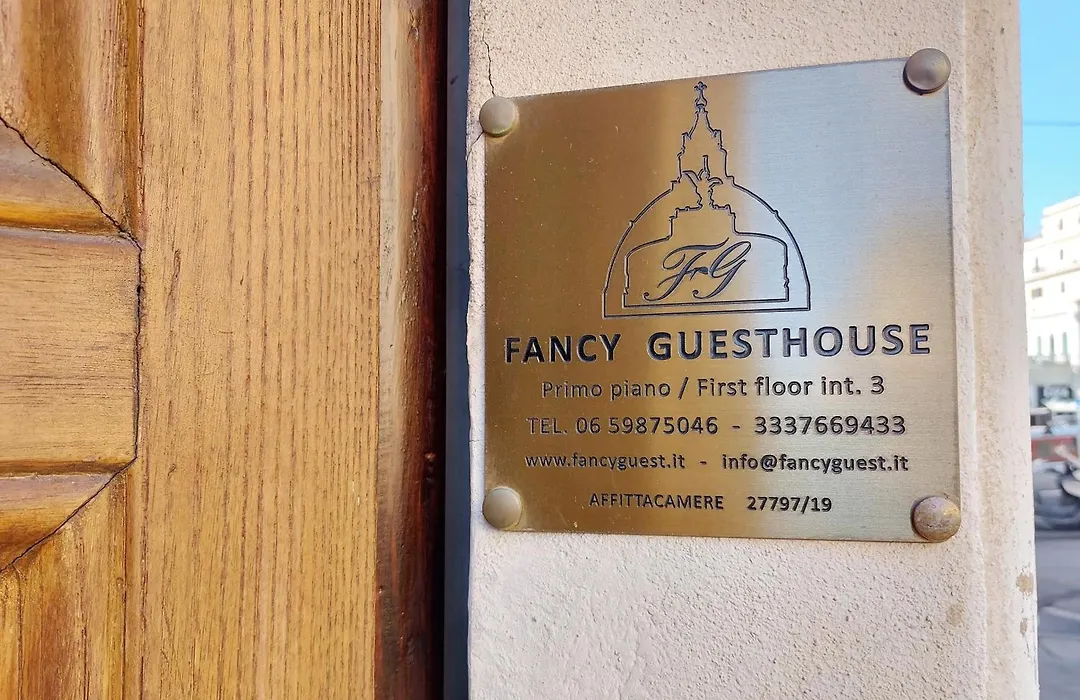 FG
FANCY GUESTHOUSE
Primo piano / First floor int. 3
TEL. 06 59875046 - 3337669433
www.fancyguest.it - info@fancyguest.it
AFFITTACAMERE 27797/19